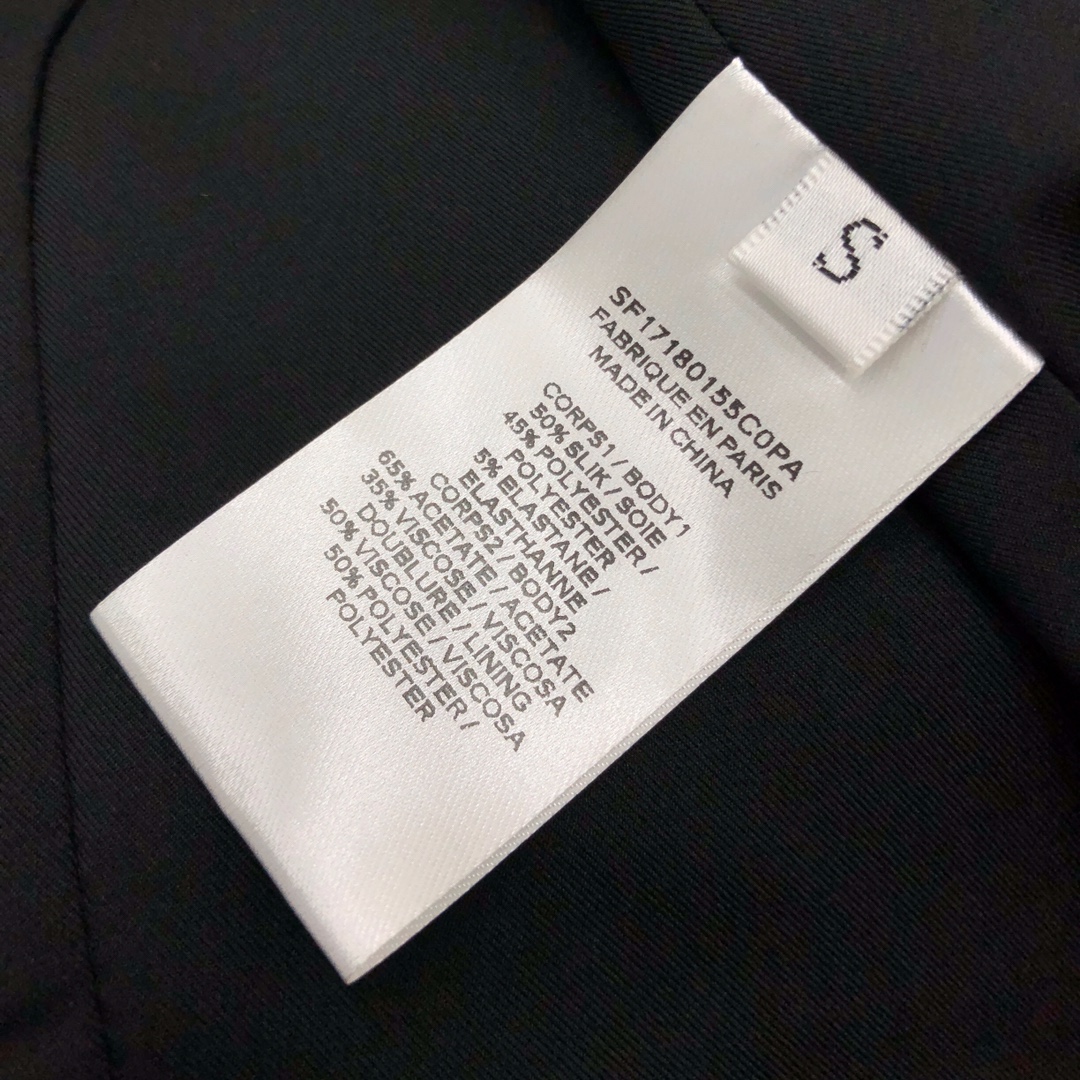 S
SF17180155C0PA
FABRIQUE EN PARIS
MADE IN CHINA
CORPS1 / BODY1
50% SLIK / SOIE
45% POLYESTER /
POLYESTER
5% ELASTANE /
ELASTHANNE
CORPS2 / BODY2
65% ACETATE / ACETATE
35% VISCOSE / VISCOSA
DOUBLURE / LINING
50% VISCOSE / VISCOSA
50% POLYESTER /
POLYESTER